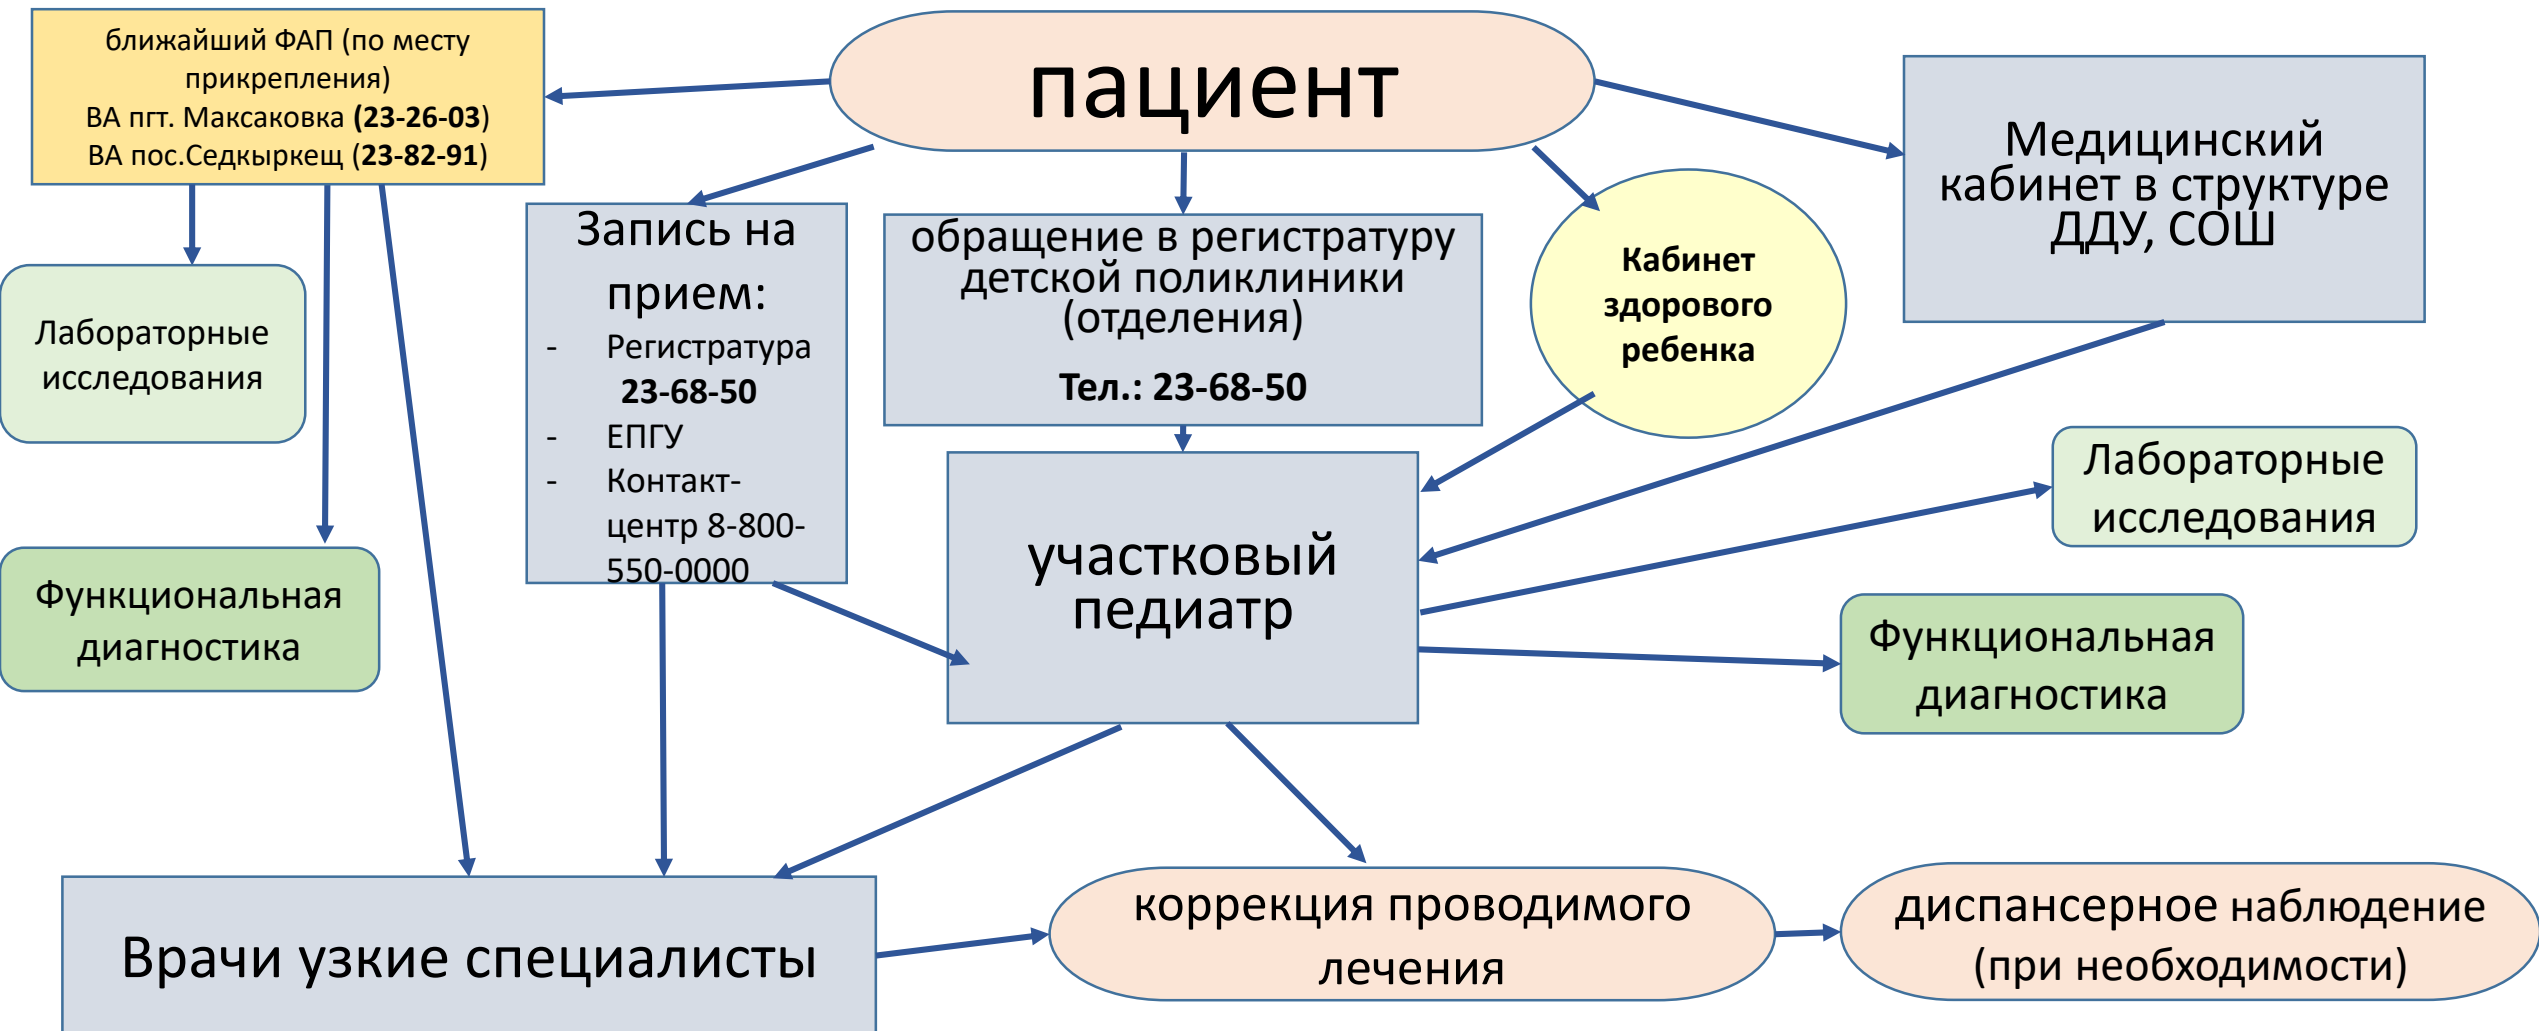 ближайший ФАП (по месту
прикрепления)
ВА пгт. Максаковка (23-26-03)
ВА пос.Седкыркещ (23-82-91)
пациент
Медицинский
кабинет в структуре
ДДУ, СОШ
Запись на
прием:
- Регистратура
23-68-50
- ЕПГУ
- Контакт-
центр 8-800-
550-0000
обращение в регистратуру
детской поликлиники
(отделения)
Тел.: 23-68-50
Кабинет
здорового
ребенка
Лабораторные
исследования
Функциональная
диагностика
участковый
педиатр
Лабораторные
исследования
Функциональная
диагностика
Врачи узкие специалисты
коррекция проводимого
лечения
диспансерное наблюдение
(при необходимости)